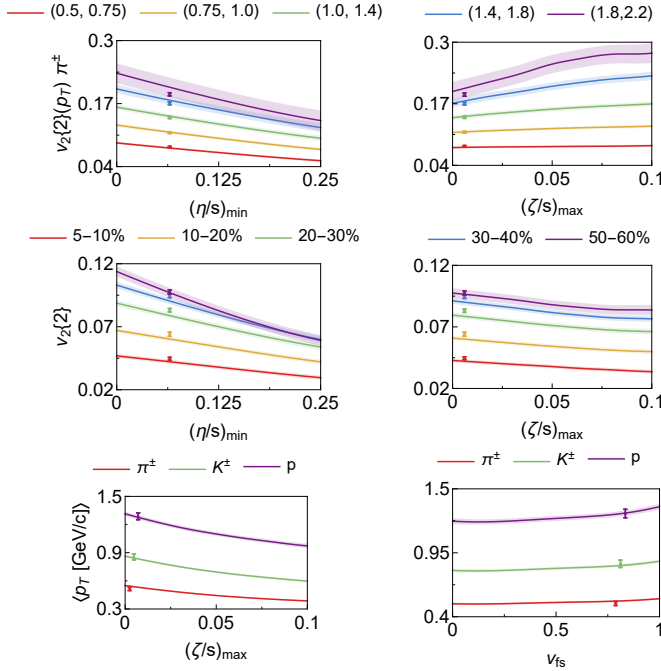 (0.5, 0.75) (0.75, 1.0) (1.0, 1.4) (1.4, 1.8) (1.8,2.2)
v₂{2}(p_T) π±
0.3
0.17
0.04
0 0.125 0.25
(η/s)min
0.3
0.17
0.04
0 0.05 0.1
(ζ/s)max
5–10% 10–20% 20–30% 30–40% 50–60%
v₂{2}
0.12
0.07
0.02
0 0.125 0.25
(η/s)min
0.12
0.07
0.02
0 0.05 0.1
(ζ/s)max
π± K± p
⟨p_T [GeV/c]⟩
1.5
0.9
0.3
0 0.05 0.1
(ζ/s)max
π± K± p
1.5
0.95
0.4
0 0.5 1
v_fs